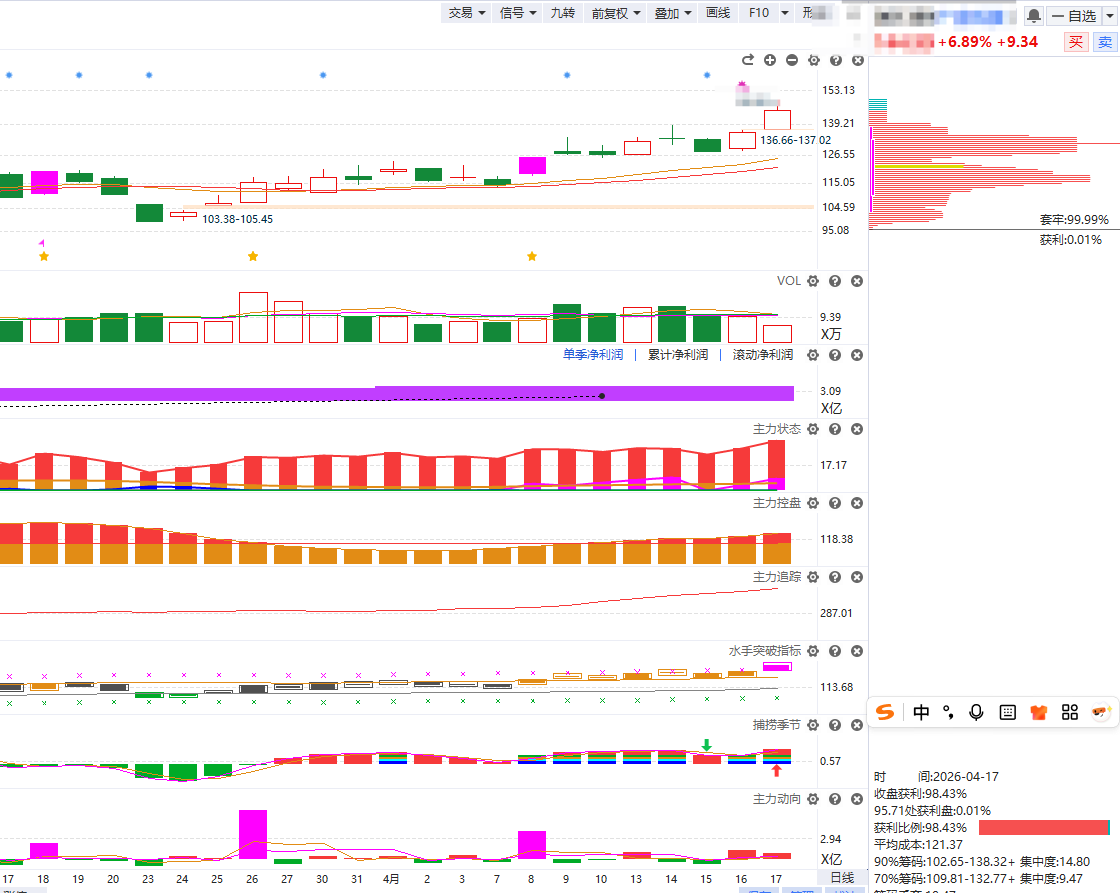 交易 信号 九转 前复权 叠加 画线 F10
自选
+6.89% +9.34 买 卖
153.13
139.21
136.66-137.02
126.55
115.05
104.59
103.38-105.45
95.08
套牢:99.99%
获利:0.01%
VOL
9.39
X万
单季净利润 | 累计净利润 | 滚动净利润
3.09
X亿
主力状态
17.17
主力控盘
118.38
主力追踪
287.01
水手突破指标
113.68
中
捕捞季节
0.57
主力动向
2.94
X亿
17 18 19 20 23 24 25 26 27 30 31 4月 2 3 7 8 9 10 13 14 15 16 17 日线
时 间:2026-04-17
收盘获利:98.43%
95.71处获利盘:0.01%
获利比例:98.43%
平均成本:121.37
90%筹码:102.65-138.32+ 集中度:14.80
70%筹码:109.81-132.77+ 集中度:9.47